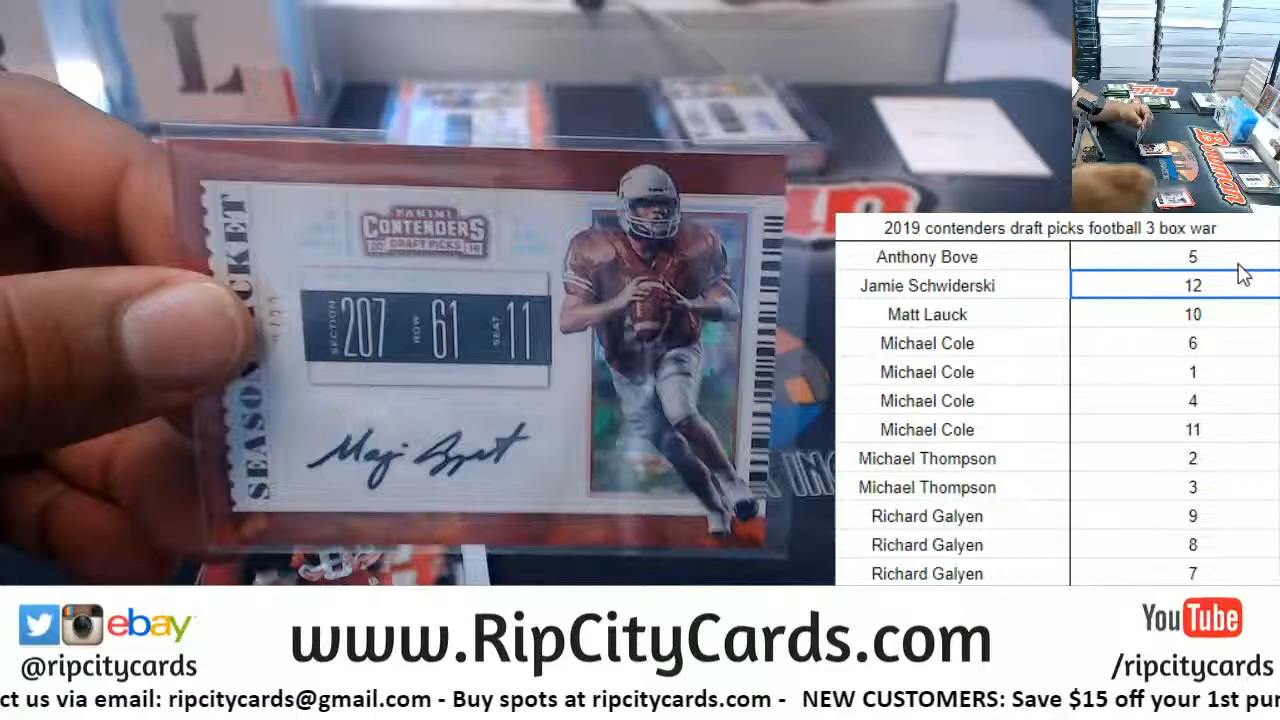 L
PANINI
CONTENDERS
DRAFT PICKS
SECTION 207 ROW 61 SEAT 11
2019 contenders draft picks football 3 box war
Anthony Bove 5
Jamie Schwiderski 12
Matt Lauck 10
Michael Cole 6
Michael Cole 1
Michael Cole 4
Michael Cole 11
Michael Thompson 2
Michael Thompson 3
Richard Galyen 9
Richard Galyen 8
Richard Galyen 7
ebay
@ripcitycards
www.RipCityCards.com
YouTube
/ripcitycards
ct us via email: ripcitycards@gmail.com - Buy spots at ripcitycards.com - NEW CUSTOMERS: Save $15 off your 1st pur